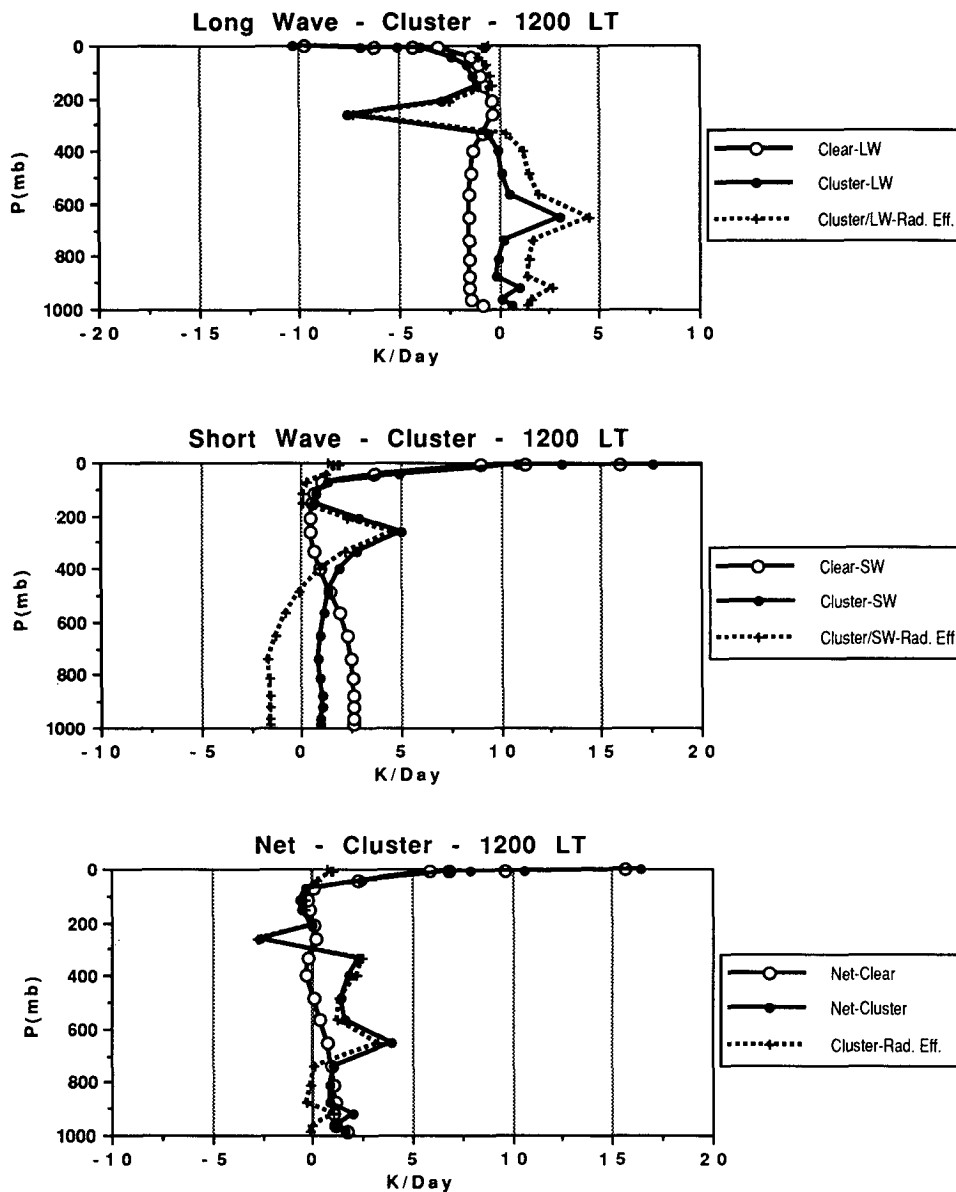 Long Wave - Cluster - 1200 LT
0
200
400
600
800
1000
P(mb)
-20 -15 -10 -5 0 5 10
K/Day
Clear-LW
Cluster-LW
Cluster/LW-Rad. Eff.
Short Wave - Cluster - 1200 LT
0
200
400
600
800
1000
P(mb)
-10 -5 0 5 10 15 20
K/Day
Clear-SW
Cluster-SW
Cluster/SW-Rad. Eff
Net - Cluster - 1200 LT
0
200
400
600
800
1000
P(mb)
-10 -5 0 5 10 15 20
K/Day
Net-Clear
Net-Cluster
Cluster-Rad. Eff.